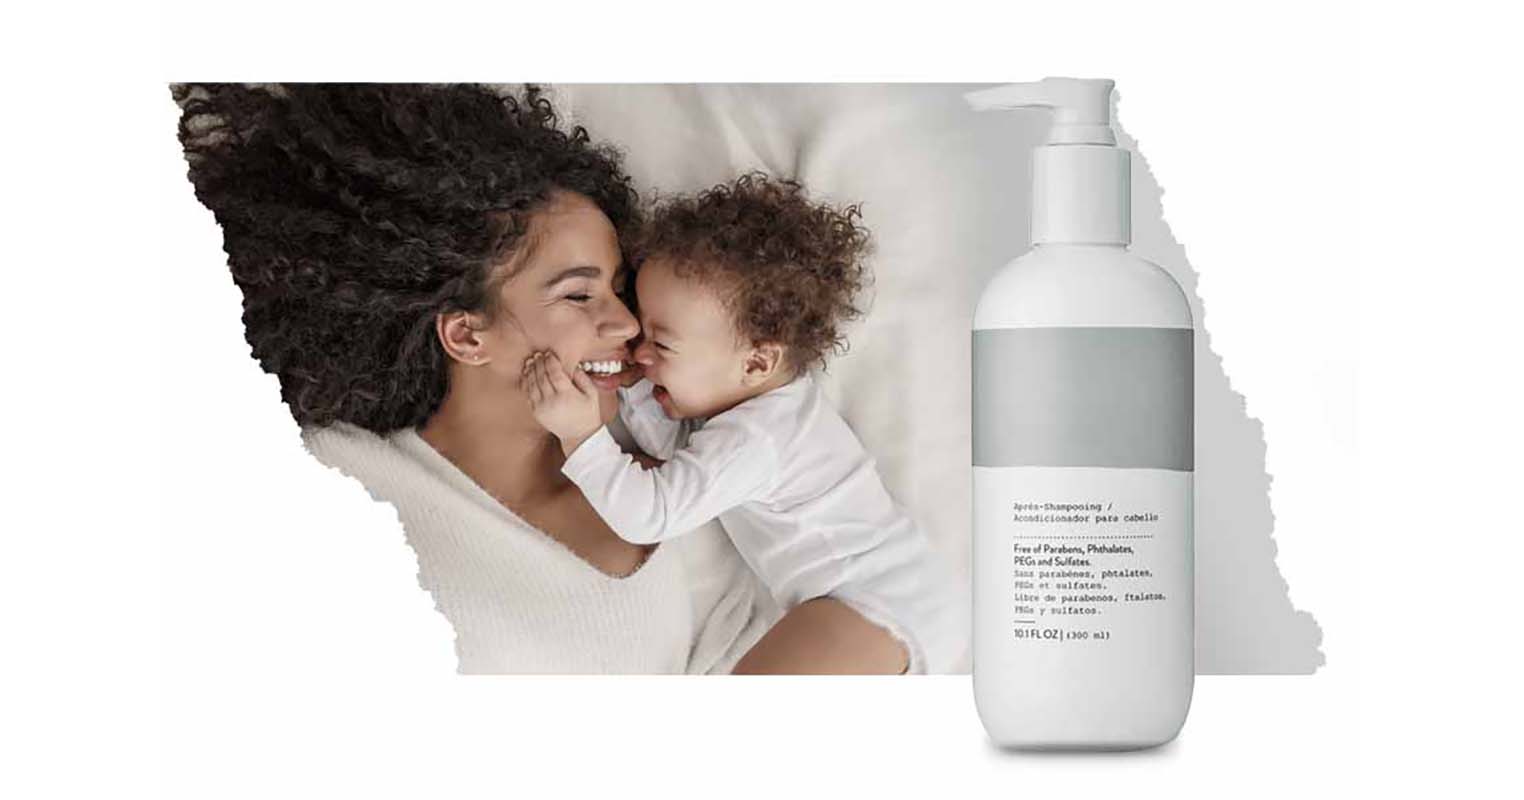 Après-Shampooing /
Acondicionador para cabello
Free of Parabens, Phthalates,
PEGs and Sulfates.
Sans parabènes, phtalates,
PEGs et sulfates.
Libre de parabenos, ftalatos,
PEGs y sulfatos.
10.1 FL OZ | (300 ml)